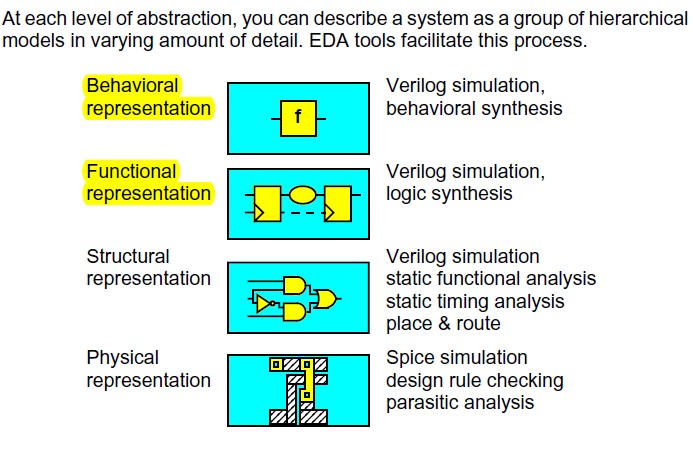 At each level of abstraction, you can describe a system as a group of hierarchical
models in varying amount of detail. EDA tools facilitate this process.
Behavioral
representation
f
Verilog simulation,
behavioral synthesis
Functional
representation
Verilog simulation,
logic synthesis
Structural
representation
Verilog simulation
static functional analysis
static timing analysis
place & route
Physical
representation
Spice simulation
design rule checking
parasitic analysis